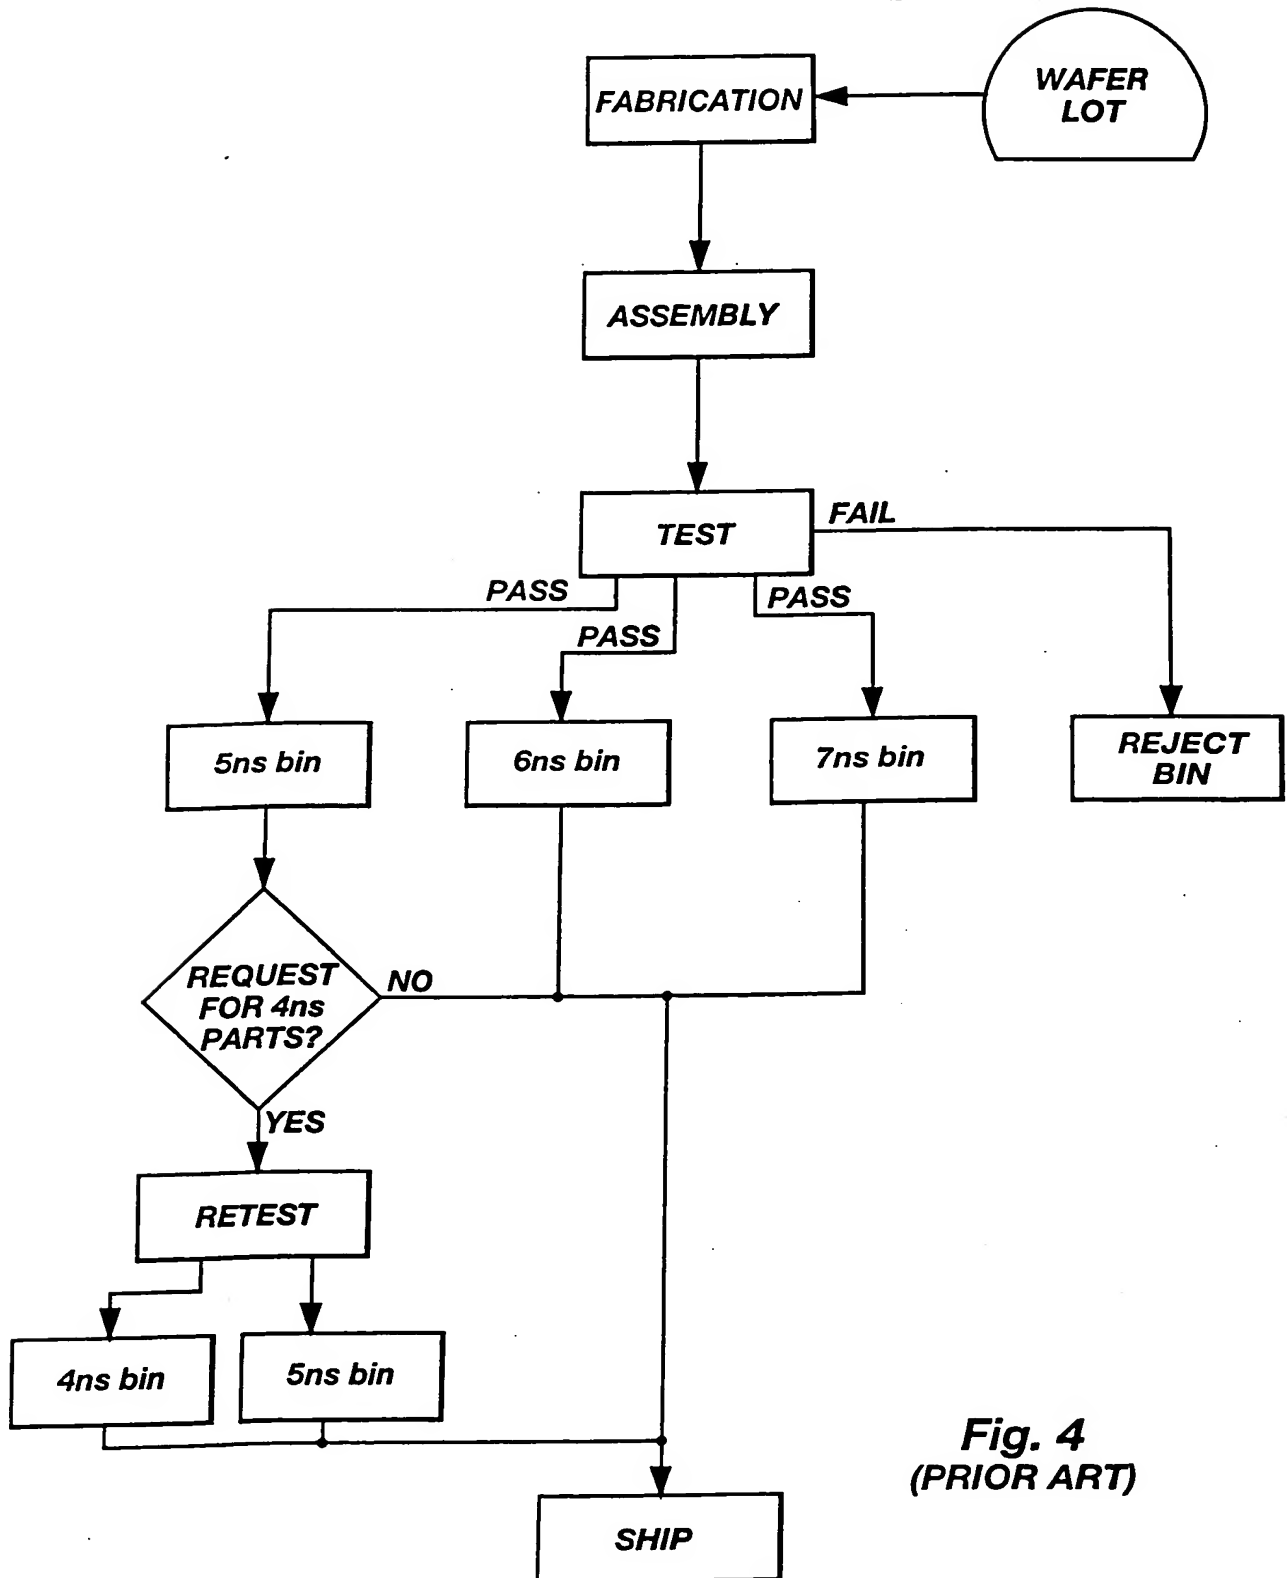 WAFER
LOT
FABRICATION
ASSEMBLY
TEST
FAIL
PASS
PASS
PASS
5ns bin
6ns bin
7ns bin
REJECT
BIN
REQUEST
FOR 4ns
PARTS?
NO
YES
RETEST
4ns bin
5ns bin
SHIP
Fig. 4
(PRIOR ART)